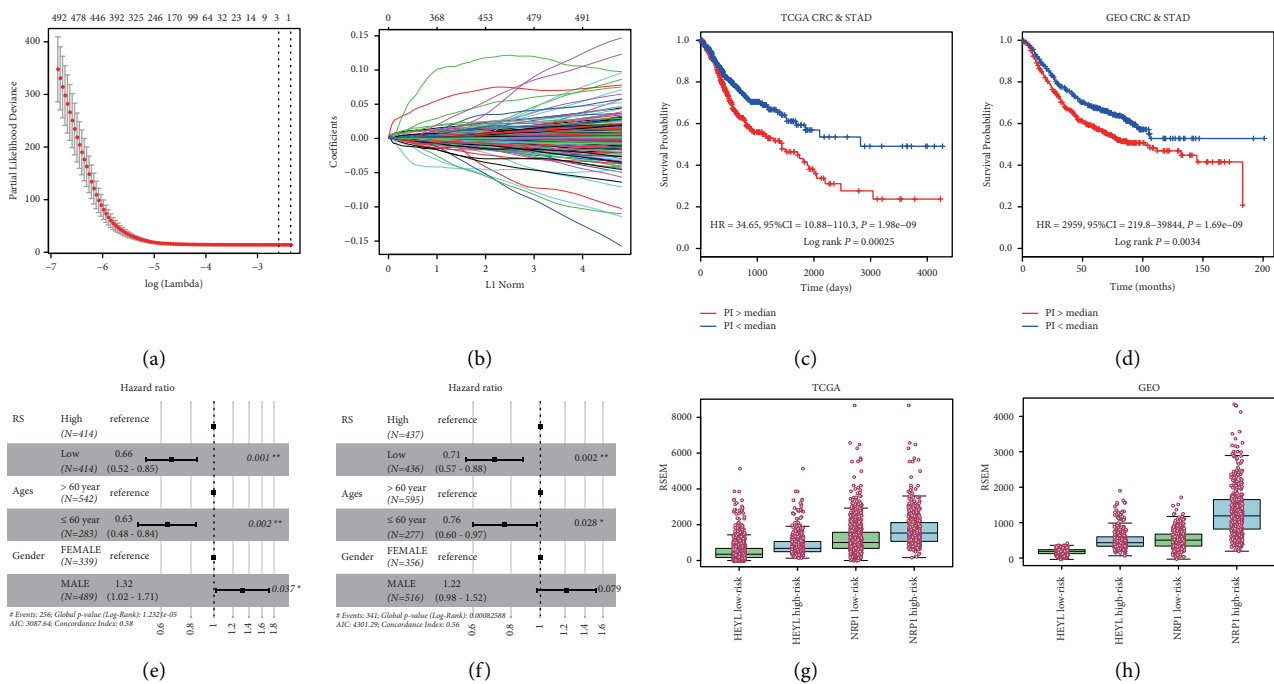 492 478 446 392 325 246 170 99 64 32 23 14 9 3 1
400
300
200
100
0
Partial Likelihood Deviance
−7 −6 −5 −4 −3
log (Lambda)
(a)
0 368 453 479 491
0.15
0.10
0.05
0.00
−0.05
−0.10
−0.15
Coefficients
0 1 2 3 4
L1 Norm
(b)
TCGA CRC & STAD
1.0
0.8
0.6
0.4
0.2
0.0
Survival Probability
HR = 34.65, 95%CI = 10.88−110.3, P = 1.98e−09
Log rank P = 0.00025
0 1000 2000 3000 4000
Time (days)
PI > median
PI < median
(c)
GEO CRC & STAD
1.0
0.8
0.6
0.4
0.2
0.0
Survival Probability
HR = 2959, 95%CI = 219.8−39844, P = 1.69e−09
Log rank P = 0.0034
0 50 100 150 200
Time (months)
PI > median
PI < median
(d)
Hazard ratio
RS High reference
(N=414)
Low 0.66 0.001 **
(N=414) (0.52 - 0.85)
Ages > 60 year reference
(N=542)
≤ 60 year 0.63 0.002 **
(N=283) (0.48 - 0.84)
Gender FEMALE reference
(N=339)
MALE 1.32 0.037 *
(N=489) (1.02 - 1.71)
# Events: 256; Global p-value (Log-Rank): 1.2321e-05
AIC: 3087.64; Concordance Index: 0.58
0.6 0.8 1 1.2 1.4 1.6 1.8
(e)
Hazard ratio
RS High reference
(N=437)
Low 0.71 0.002 **
(N=436) (0.57 - 0.88)
Ages > 60 year reference
(N=595)
≤ 60 year 0.76 0.028 *
(N=277) (0.60 - 0.97)
Gender FEMALE reference
(N=356)
MALE 1.22 0.079
(N=516) (0.98 - 1.52)
# Events: 341; Global p-value (Log-Rank): 0.00082588
AIC: 4301.29; Concordance Index: 0.56
0.6 0.8 1 1.2 1.4 1.6
(f)
TCGA
8000
6000
4000
2000
0
RSEM
HEYL low-risk
HEYL high-risk
NRP1 low-risk
NRP1 high-risk
(g)
GEO
4000
3000
2000
1000
0
RSEM
HEYL low-risk
HEYL high-risk
NRP1 low-risk
NRP1 high-risk
(h)